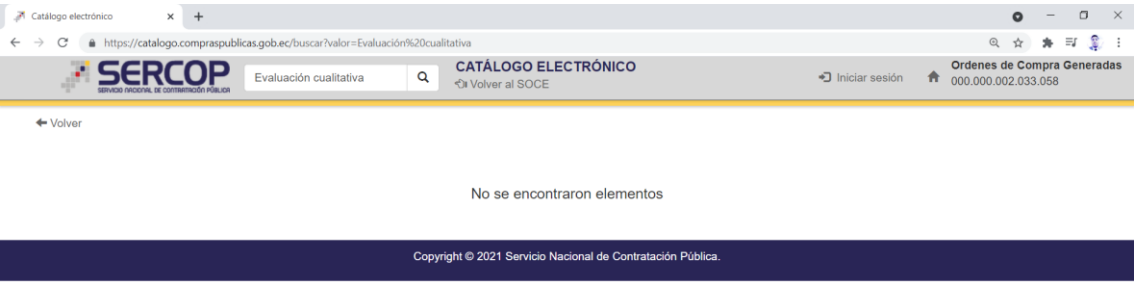 Catálogo electrónico
https://catalogo.compraspublicas.gob.ec/buscar?valor=Evaluación%20cualitativa
SERCOP
SERVICIO NACIONAL DE CONTRATACIÓN PÚBLICA
Evaluación cualitativa
CATÁLOGO ELECTRÓNICO
Volver al SOCE
Iniciar sesión
Ordenes de Compra Generadas
000.000.002.033.058
Volver
No se encontraron elementos
Copyright © 2021 Servicio Nacional de Contratación Pública.